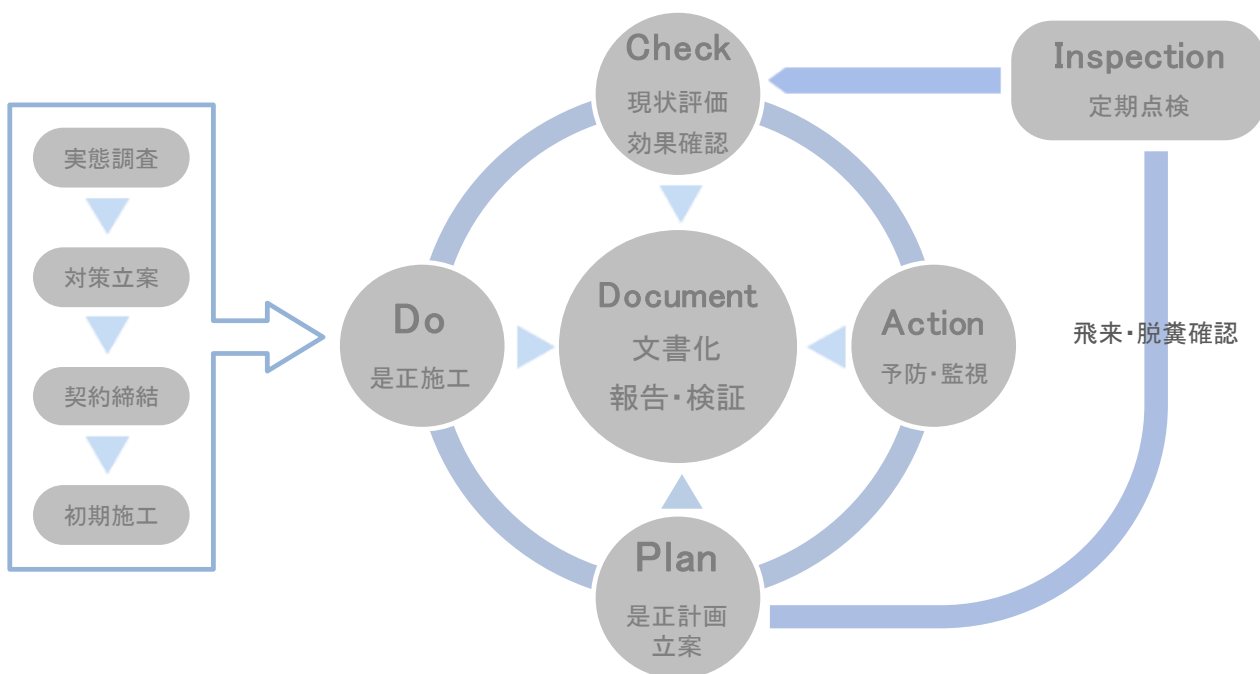 実態調査
対策立案
契約締結
初期施工
Check
現状評価
効果確認
Do
是正施工
Document
文書化
報告・検証
Action
予防・監視
Plan
是正計画
立案
Inspection
定期点検
飛来・脱糞確認